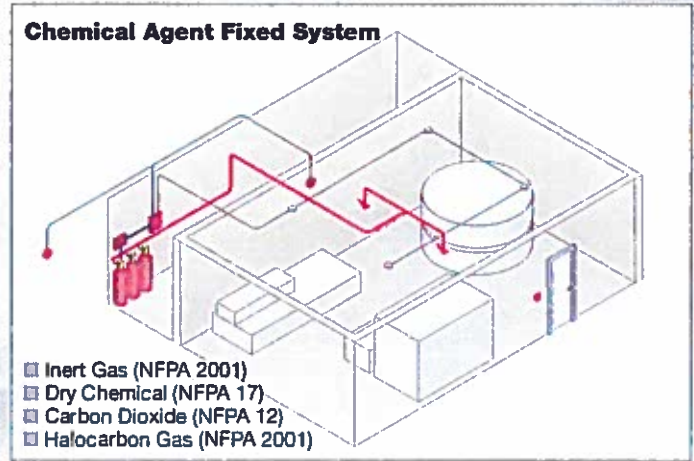 Chemical Agent Fixed System
Inert Gas (NFPA 2001)
Dry Chemical (NFPA 17)
Carbon Dioxide (NFPA 12)
Halocarbon Gas (NFPA 2001)